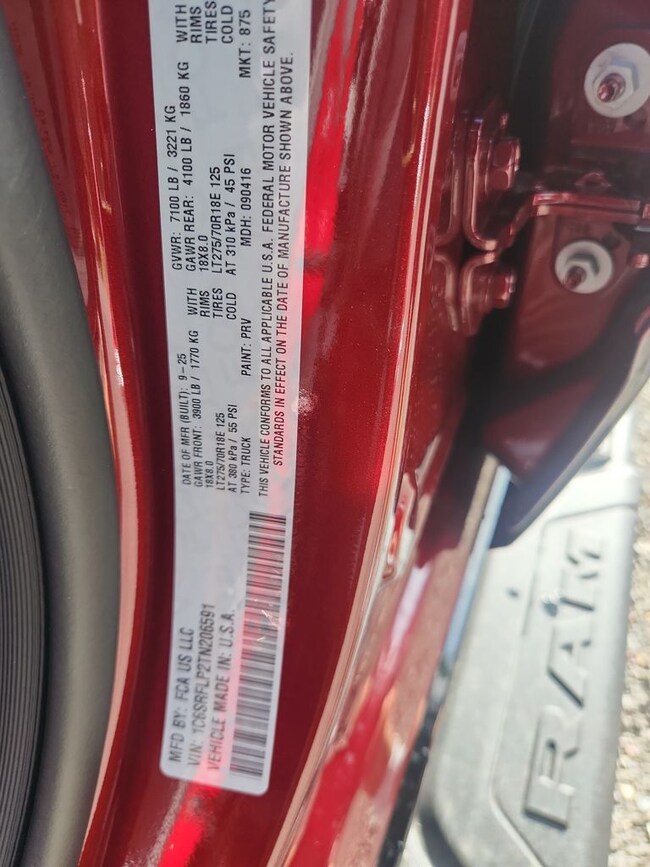 MFD BY: FCA US LLC
VIN: 1C6SRFLP2TN206591
VEHICLE MADE IN: U.S.A.
DATE OF MFR (BUILT): 9-25
GAWR FRONT: 3900 LB / 1770 KG
18X8.0
LT275/70R18E 125
AT 380 kPa / 55 PSI
TYPE: TRUCK
PAINT: PRV
WITH
RIMS
TIRES
COLD
GVWR: 7100 LB / 3221 KG
GAWR REAR: 4100 LB / 1860 KG
18X8.0
LT275/70R18E 125
AT 310 kPa / 45 PSI
MDH: 090416
WITH
RIMS
TIRES
COLD
MKT: 875
THIS VEHICLE CONFORMS TO ALL APPLICABLE U.S.A. FEDERAL MOTOR VEHICLE SAFETY
STANDARDS IN EFFECT ON THE DATE OF MANUFACTURE SHOWN ABOVE.
RAM